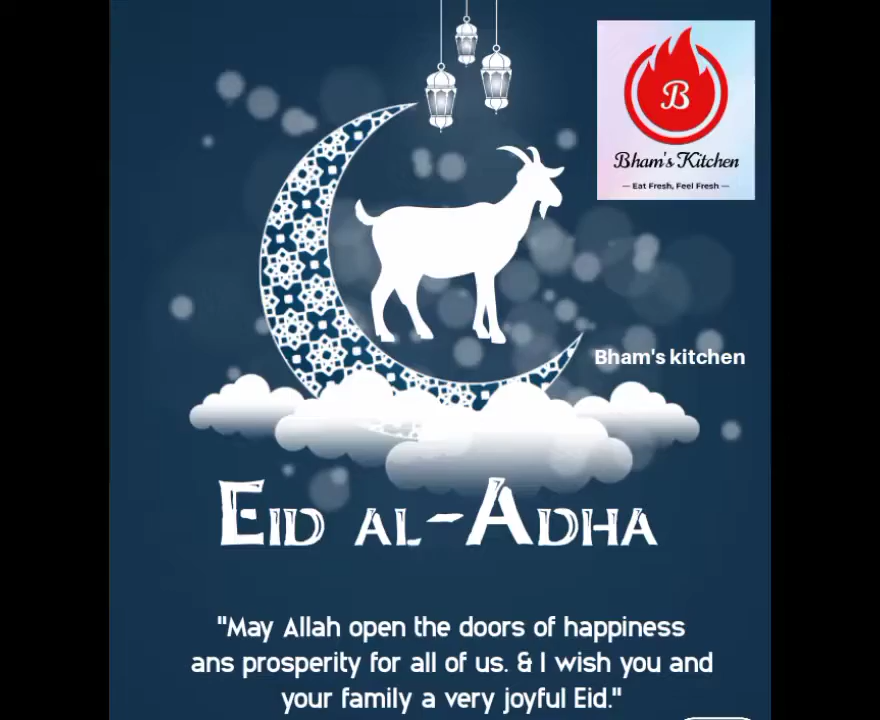 B
Bham's Kitchen
— Eat Fresh, Feel Fresh —
Bham's kitchen
EID AL-ADHA
"May Allah open the doors of happiness
ans prosperity for all of us. & I wish you and
your family a very joyful Eid."